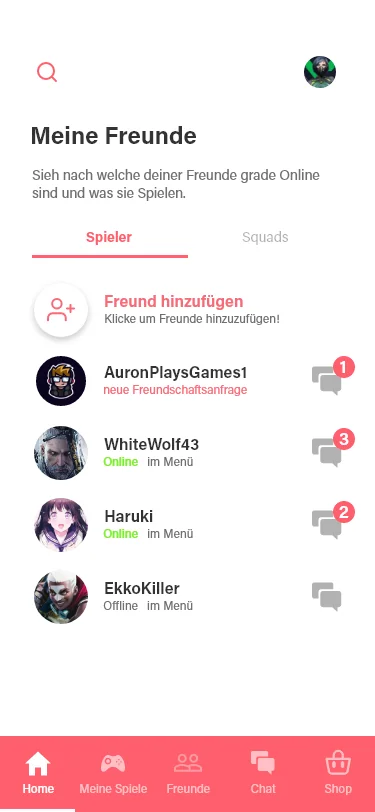 Meine Freunde
Sieh nach welche deiner Freunde grade Online
sind und was sie Spielen.
Spieler Squads
Freund hinzufügen
Klicke um Freunde hinzuzufügen!
AuronPlaysGames1 1
neue Freundschaftsanfrage
WhiteWolf43 3
Online im Menü
Haruki 2
Online im Menü
EkkoKiller
Offline im Menü
Home Meine Spiele Freunde Chat Shop